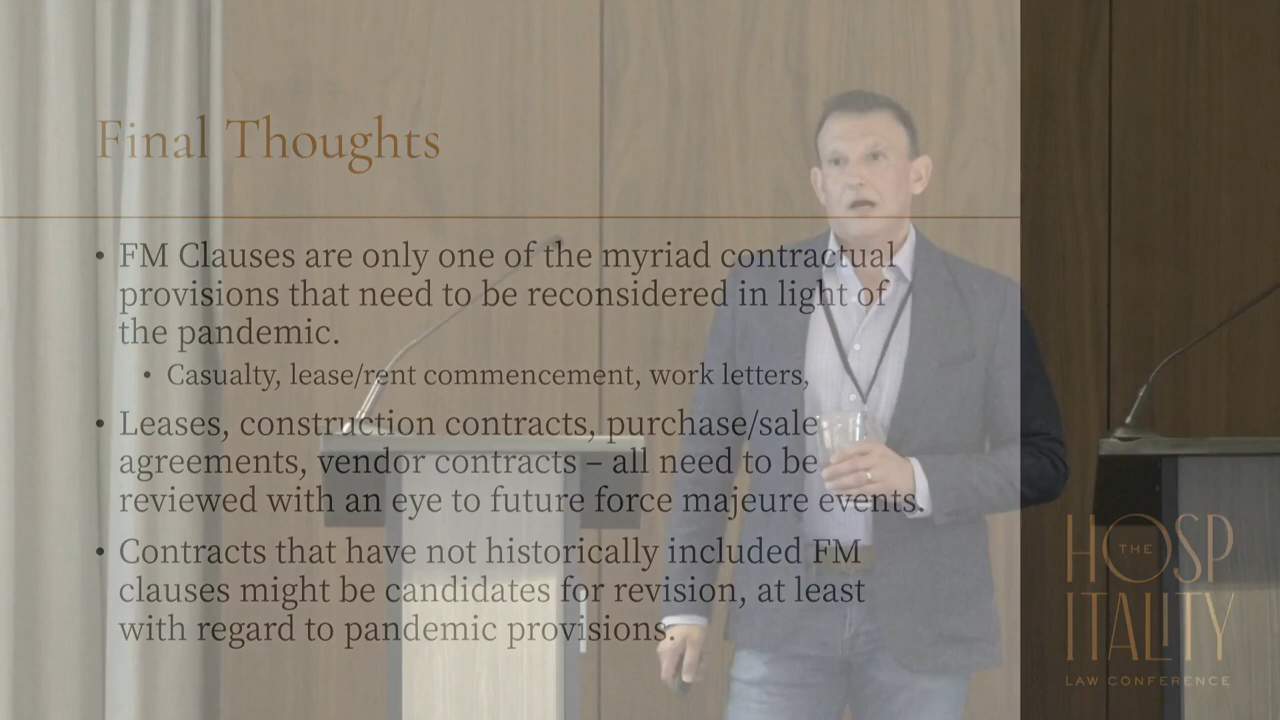 Final Thoughts
• FM Clauses are only one of the myriad contractual
provisions that need to be reconsidered in light of
the pandemic.
• Casualty, lease/rent commencement, work letters,
• Leases, construction contracts, purchase/sale
agreements, vendor contracts – all need to be
reviewed with an eye to future force majeure events.
• Contracts that have not historically included FM
clauses might be candidates for revision, at least
with regard to pandemic provisions.
THE
HOSP
ITALITY
LAW CONFERENCE